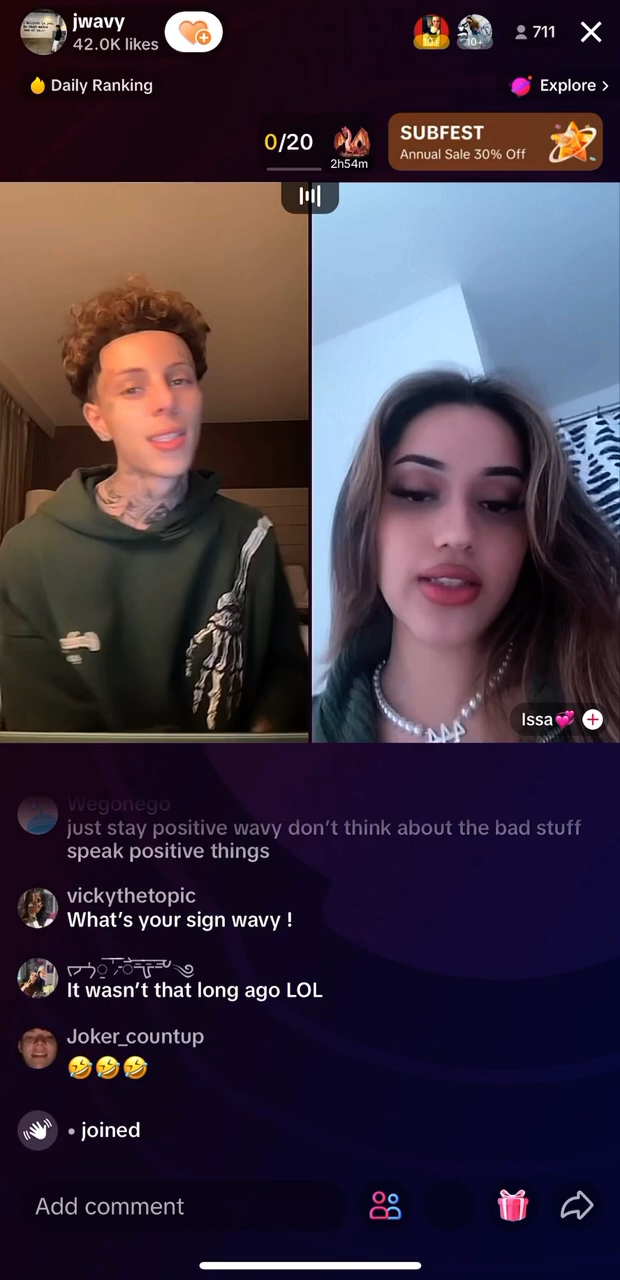 jwavy
42.0K likes
711
Daily Ranking
Explore >
0/20
2h54m
SUBFEST
Annual Sale 30% Off
Issa💞
Wegonego
just stay positive wavy don't think about the bad stuff
speak positive things
vickythetopic
What's your sign wavy !
It wasn't that long ago LOL
Joker_countup
🤣🤣🤣
• joined
Add comment